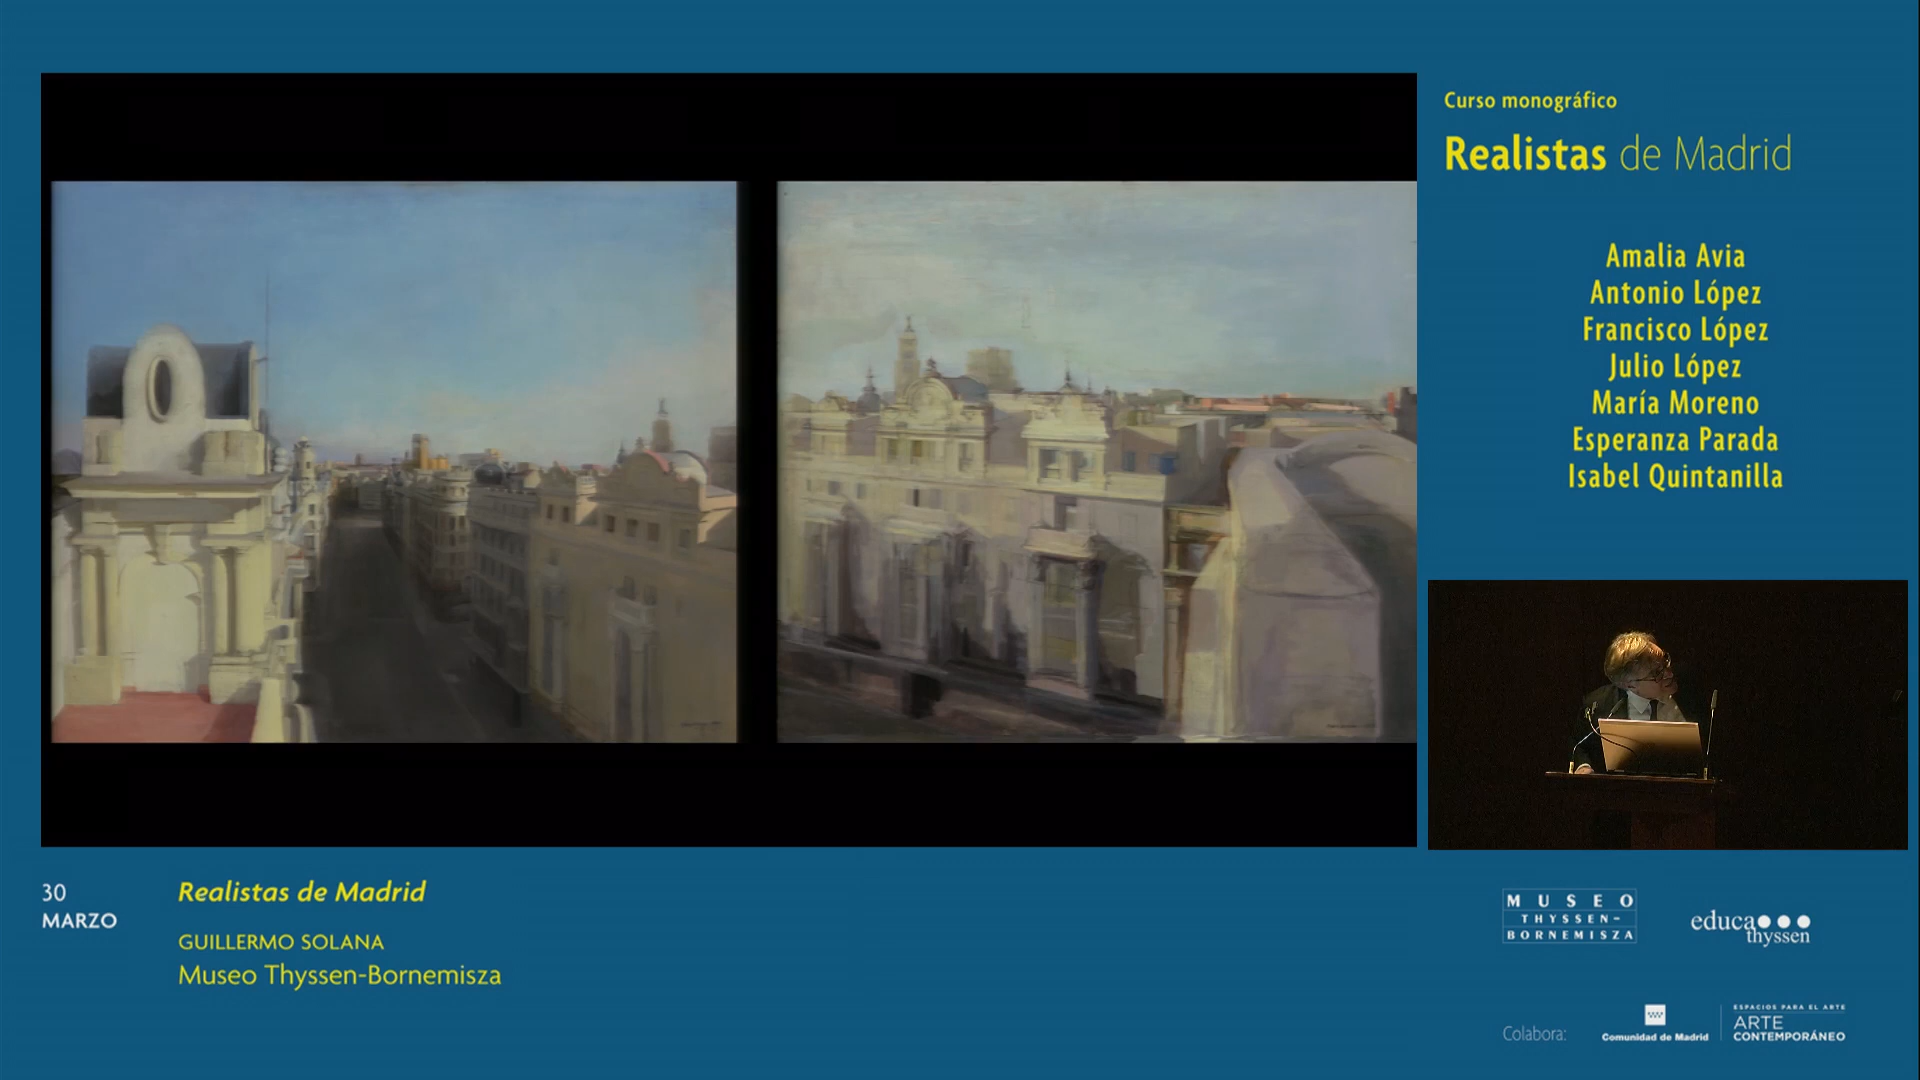 Curso monográfico
Realistas de Madrid
Amalia Avia
Antonio López
Francisco López
Julio López
María Moreno
Esperanza Parada
Isabel Quintanilla
30
MARZO
Realistas de Madrid
GUILLERMO SOLANA
Museo Thyssen-Bornemisza
MUSEO
THYSSEN-
BORNEMISZA
educa
thyssen
Colabora:
Comunidad de Madrid
ESPACIOS PARA EL ARTE
ARTE
CONTEMPORÁNEO